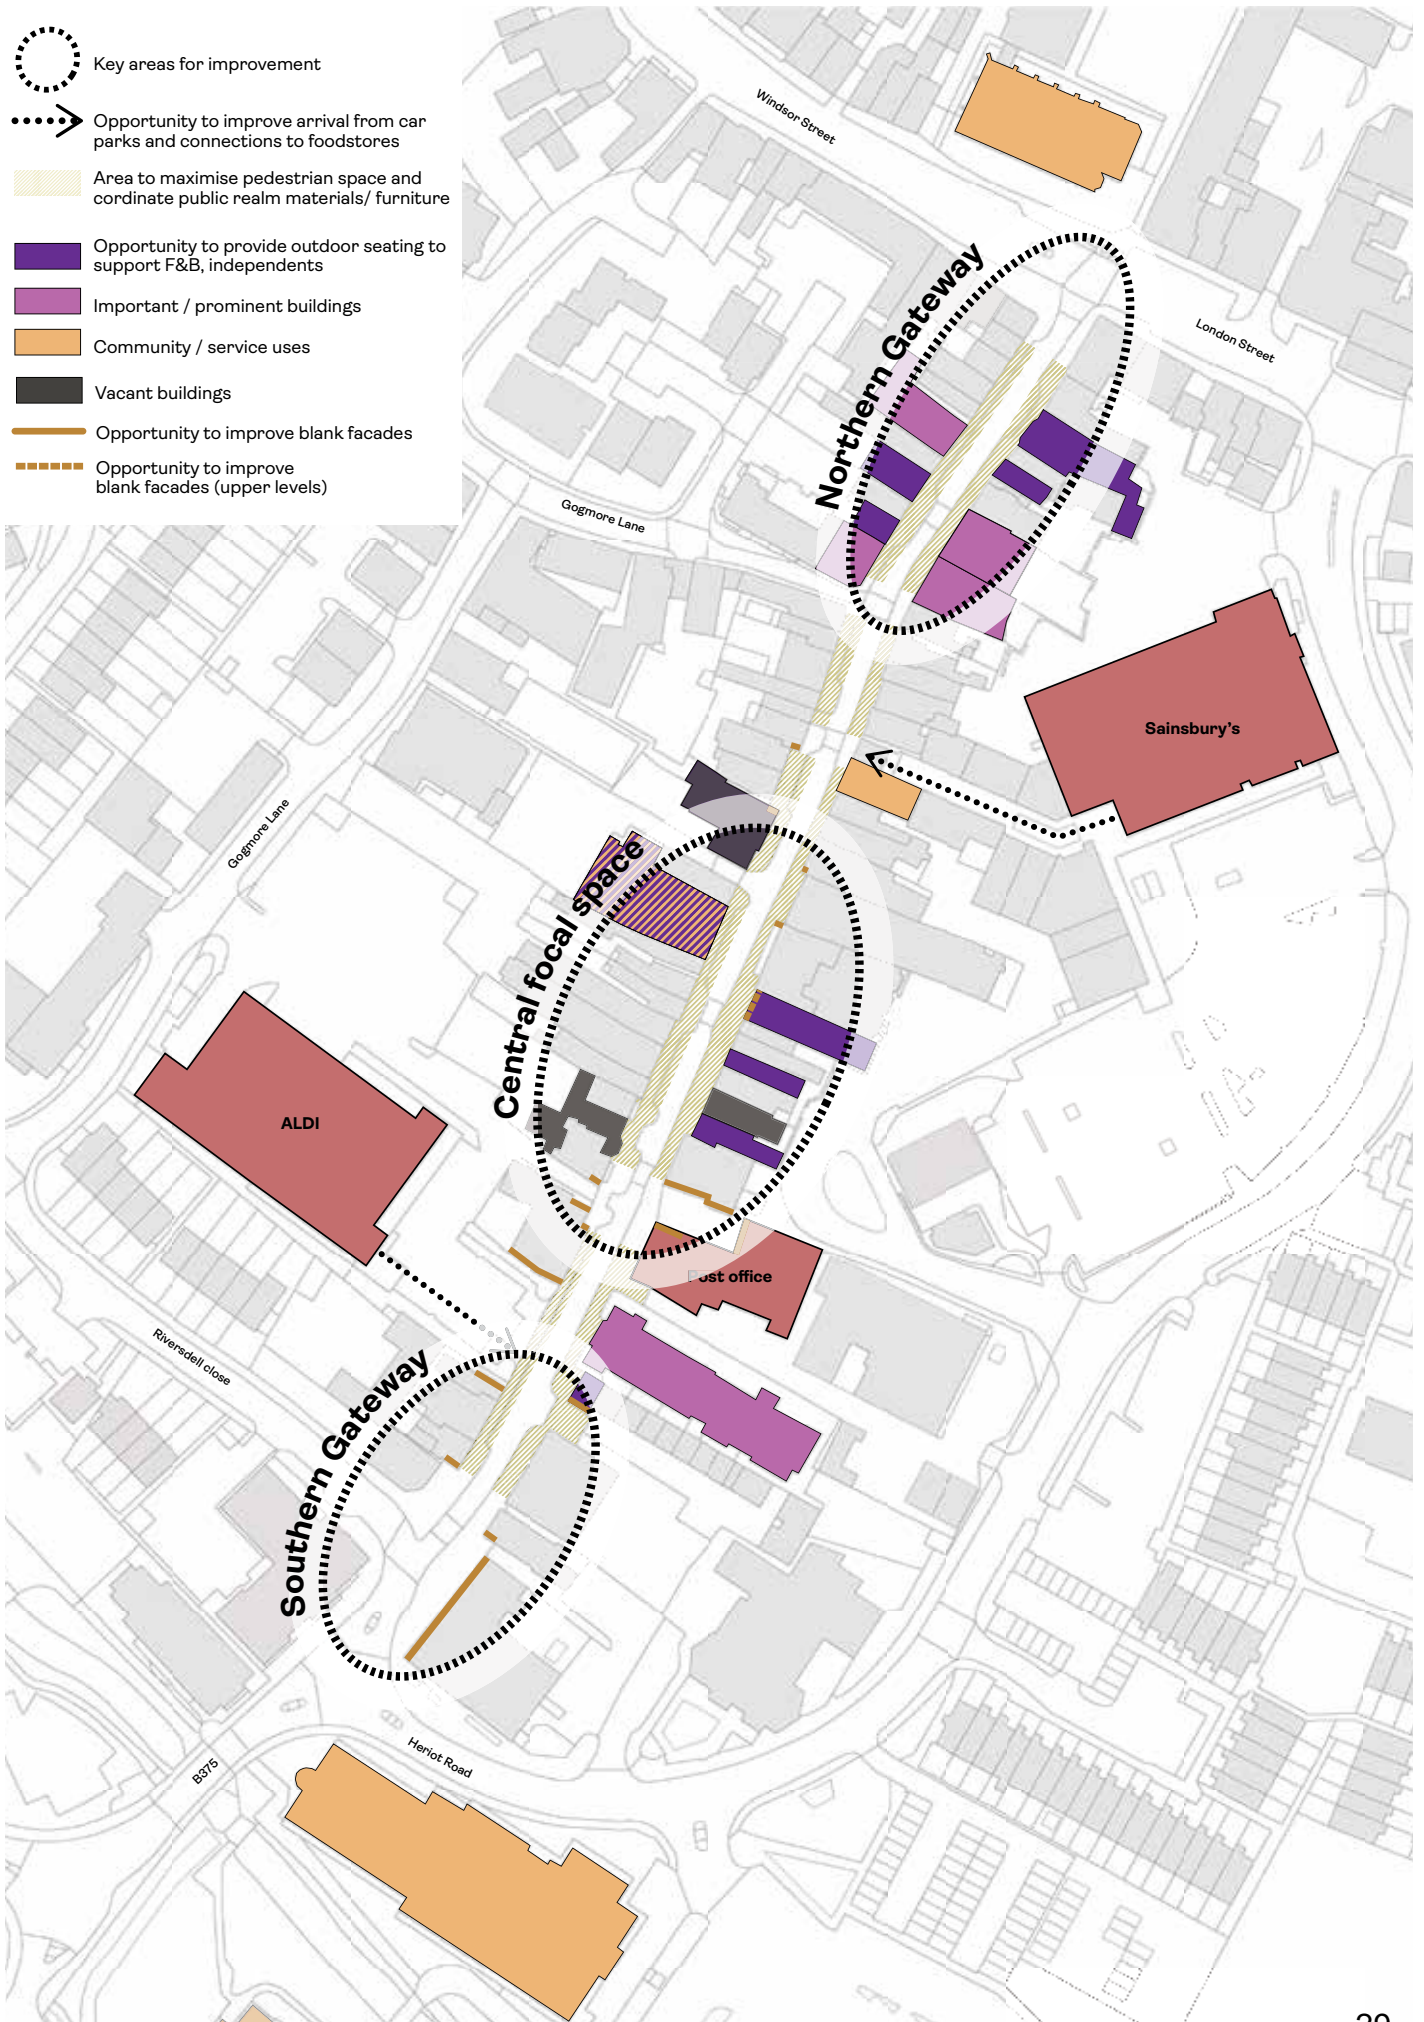 Key areas for improvement
Opportunity to improve arrival from car
parks and connections to foodstores
Area to maximise pedestrian space and
cordinate public realm materials/ furniture
Opportunity to provide outdoor seating to
support F&B, independents
Important / prominent buildings
Community / service uses
Vacant buildings
Opportunity to improve blank facades
Opportunity to improve
blank facades (upper levels)
Windsor Street
London Street
Northern Gateway
Gogmore Lane
Sainsbury's
Gogmore Lane
Central focal space
ALDI
Post office
Riversdell close
Southern Gateway
Heriot Road
B375